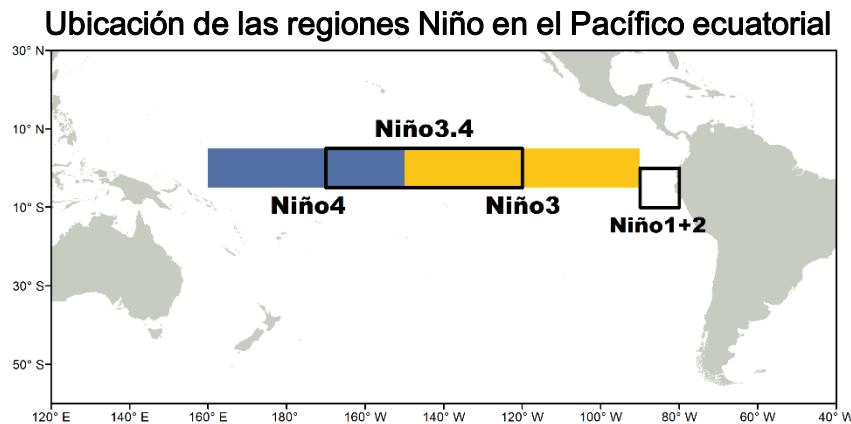 Ubicación de las regiones Niño en el Pacífico ecuatorial
30° N
10° N
10° S
30° S
50° S
Niño3.4
Niño4
Niño3
Niño1+2
120° E
140° E
160° E
180°
160° W
140° W
120° W
100° W
80° W
60° W
40° W